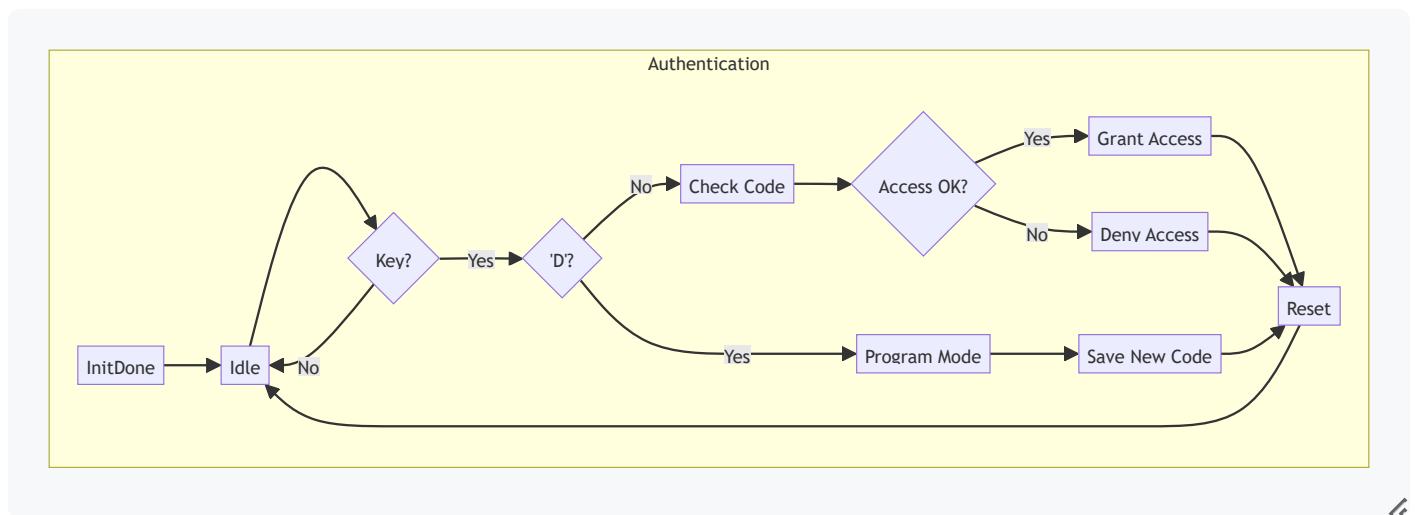 Authentication
InitDone
Idle
Key?
No
Yes
'D'?
No
Yes
Check Code
Access OK?
Yes
No
Grant Access
Deny Access
Program Mode
Save New Code
Reset